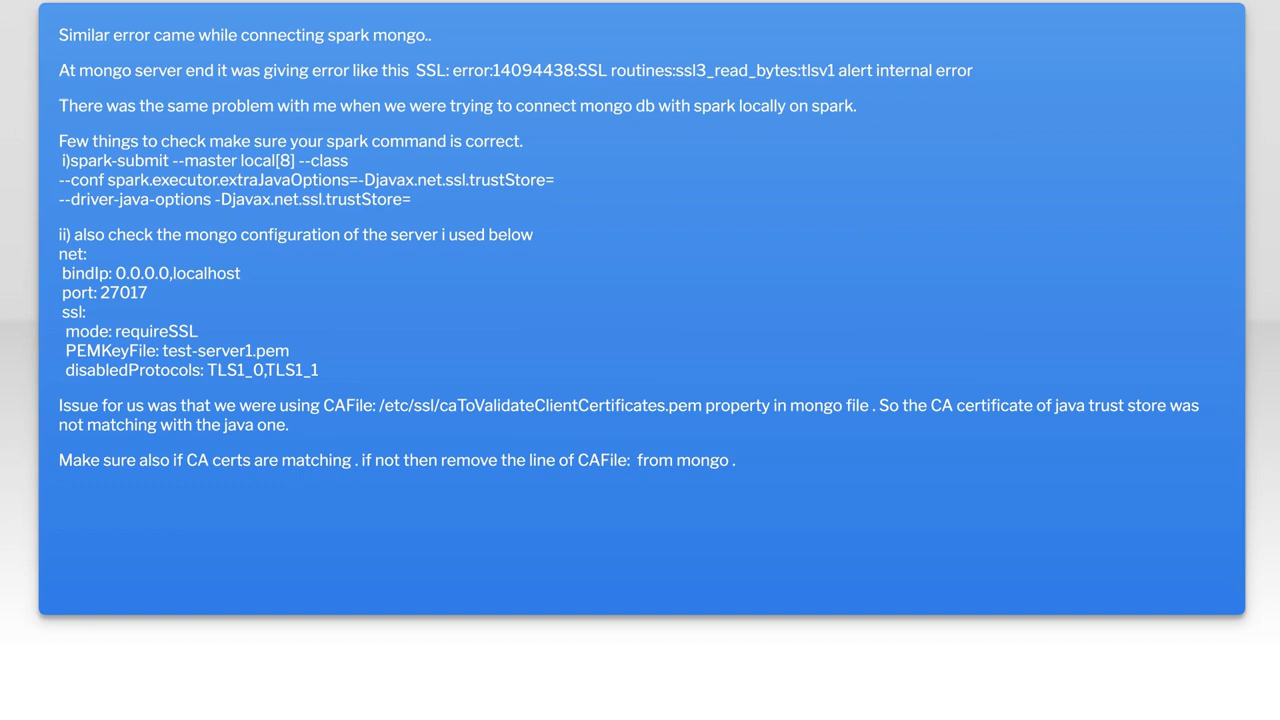 Similar error came while connecting spark mongo..
At mongo server end it was giving error like this  SSL: error:14094438:SSL routines:ssl3_read_bytes:tlsv1 alert internal error
There was the same problem with me when we were trying to connect mongo db with spark locally on spark.
Few things to check make sure your spark command is correct.
i)spark-submit --master local[8] --class
--conf spark.executor.extraJavaOptions=-Djavax.net.ssl.trustStore=
--driver-java-options -Djavax.net.ssl.trustStore=
ii) also check the mongo configuration of the server i used below
net:
bindIp: 0.0.0.0,localhost
port: 27017
ssl:
mode: requireSSL
PEMKeyFile: test-server1.pem
disabledProtocols: TLS1_0,TLS1_1
Issue for us was that we were using CAFile: /etc/ssl/caToValidateClientCertificates.pem property in mongo file . So the CA certificate of java trust store was
not matching with the java one.
Make sure also if CA certs are matching . if not then remove the line of CAFile:  from mongo .